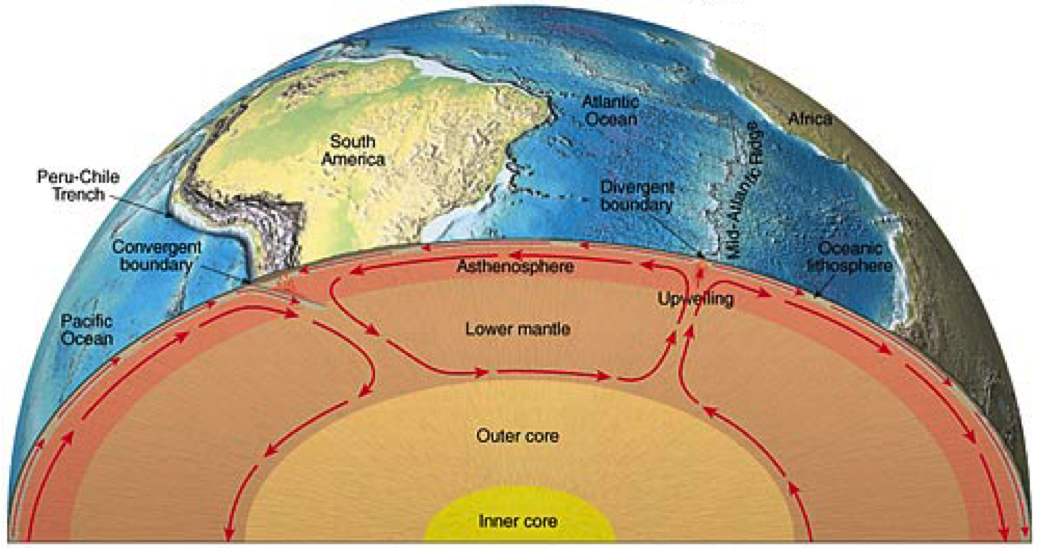 Atlantic
Ocean
Africa
South
America
Mid-Atlantic Ridge
Peru-Chile
Trench
Divergent
boundary
Convergent
boundary
Oceanic
lithosphere
Asthenosphere
Upwelling
Pacific
Ocean
Lower mantle
Outer core
Inner core